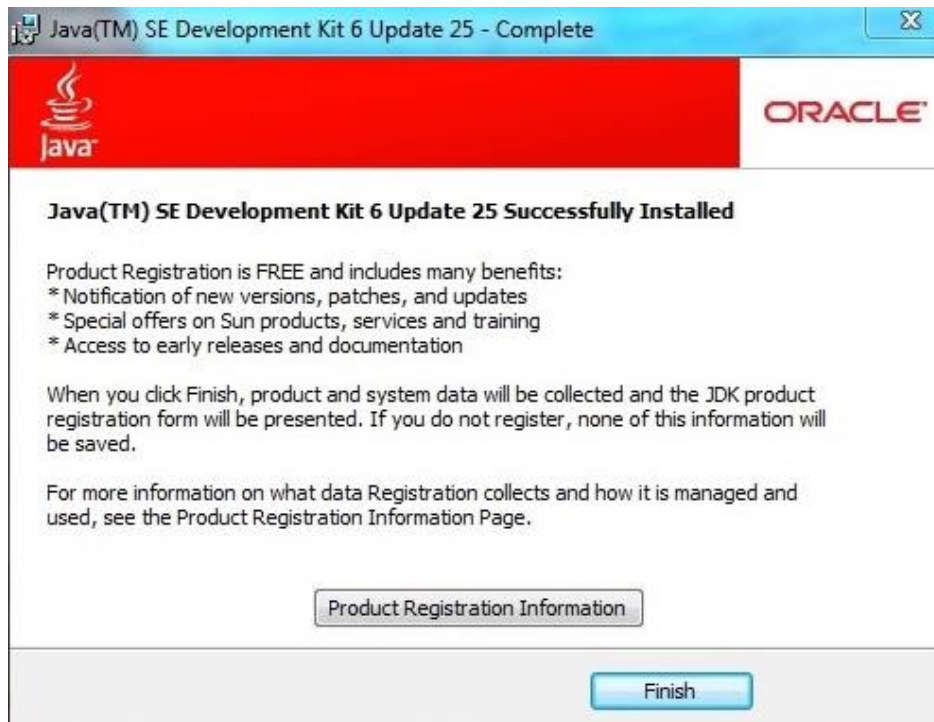 Java(TM) SE Development Kit 6 Update 25 - Complete
Java™
ORACLE®
Java(TM) SE Development Kit 6 Update 25 Successfully Installed
Product Registration is FREE and includes many benefits:
* Notification of new versions, patches, and updates
* Special offers on Sun products, services and training
* Access to early releases and documentation
When you click Finish, product and system data will be collected and the JDK product
registration form will be presented. If you do not register, none of this information will
be saved.
For more information on what data Registration collects and how it is managed and
used, see the Product Registration Information Page.
Product Registration Information
Finish